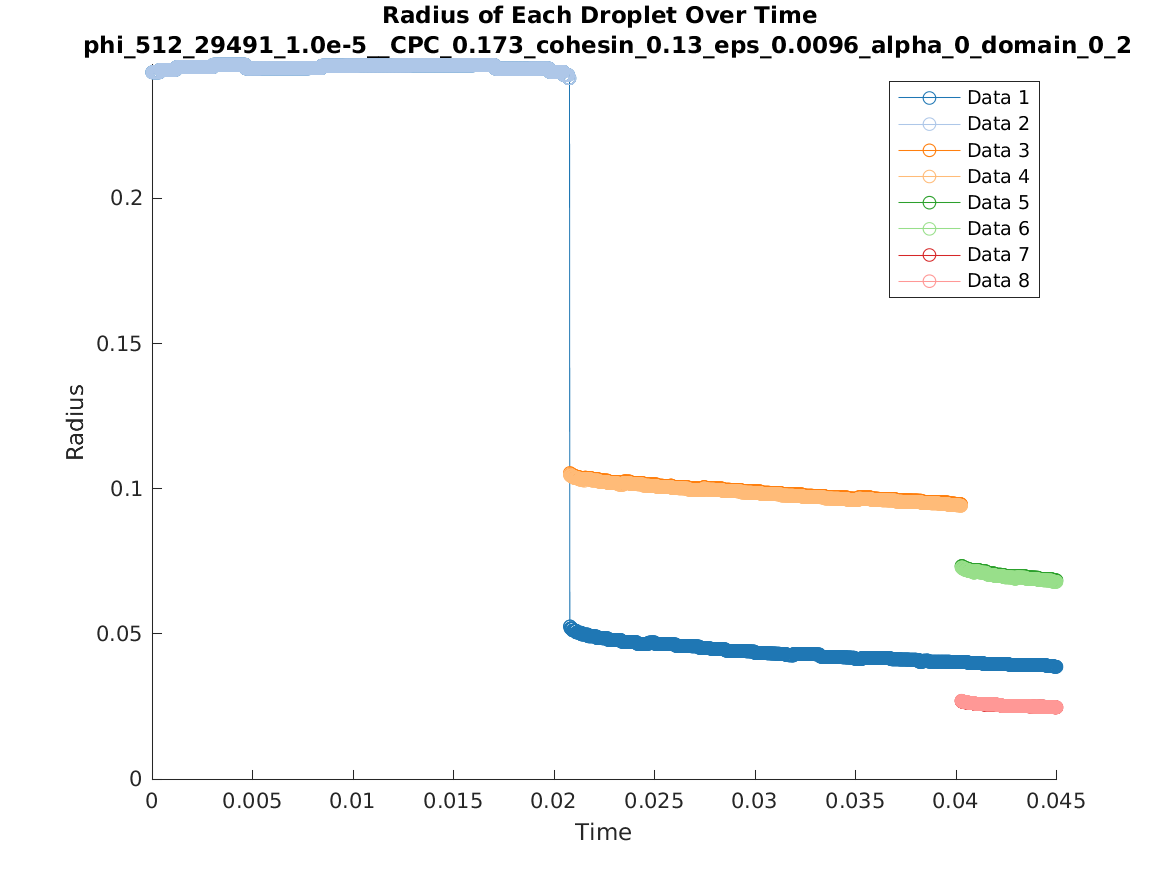 Radius of Each Droplet Over Time
phi_512_29491_1.0e-5__CPC_0.173_cohesin_0.13_eps_0.0096_alpha_0_domain_0_2
Data 1
Data 2
Data 3
Data 4
Data 5
Data 6
Data 7
Data 8
0.2
0.15
0.1
0.05
0
Radius
0 0.005 0.01 0.015 0.02 0.025 0.03 0.035 0.04 0.045
Time